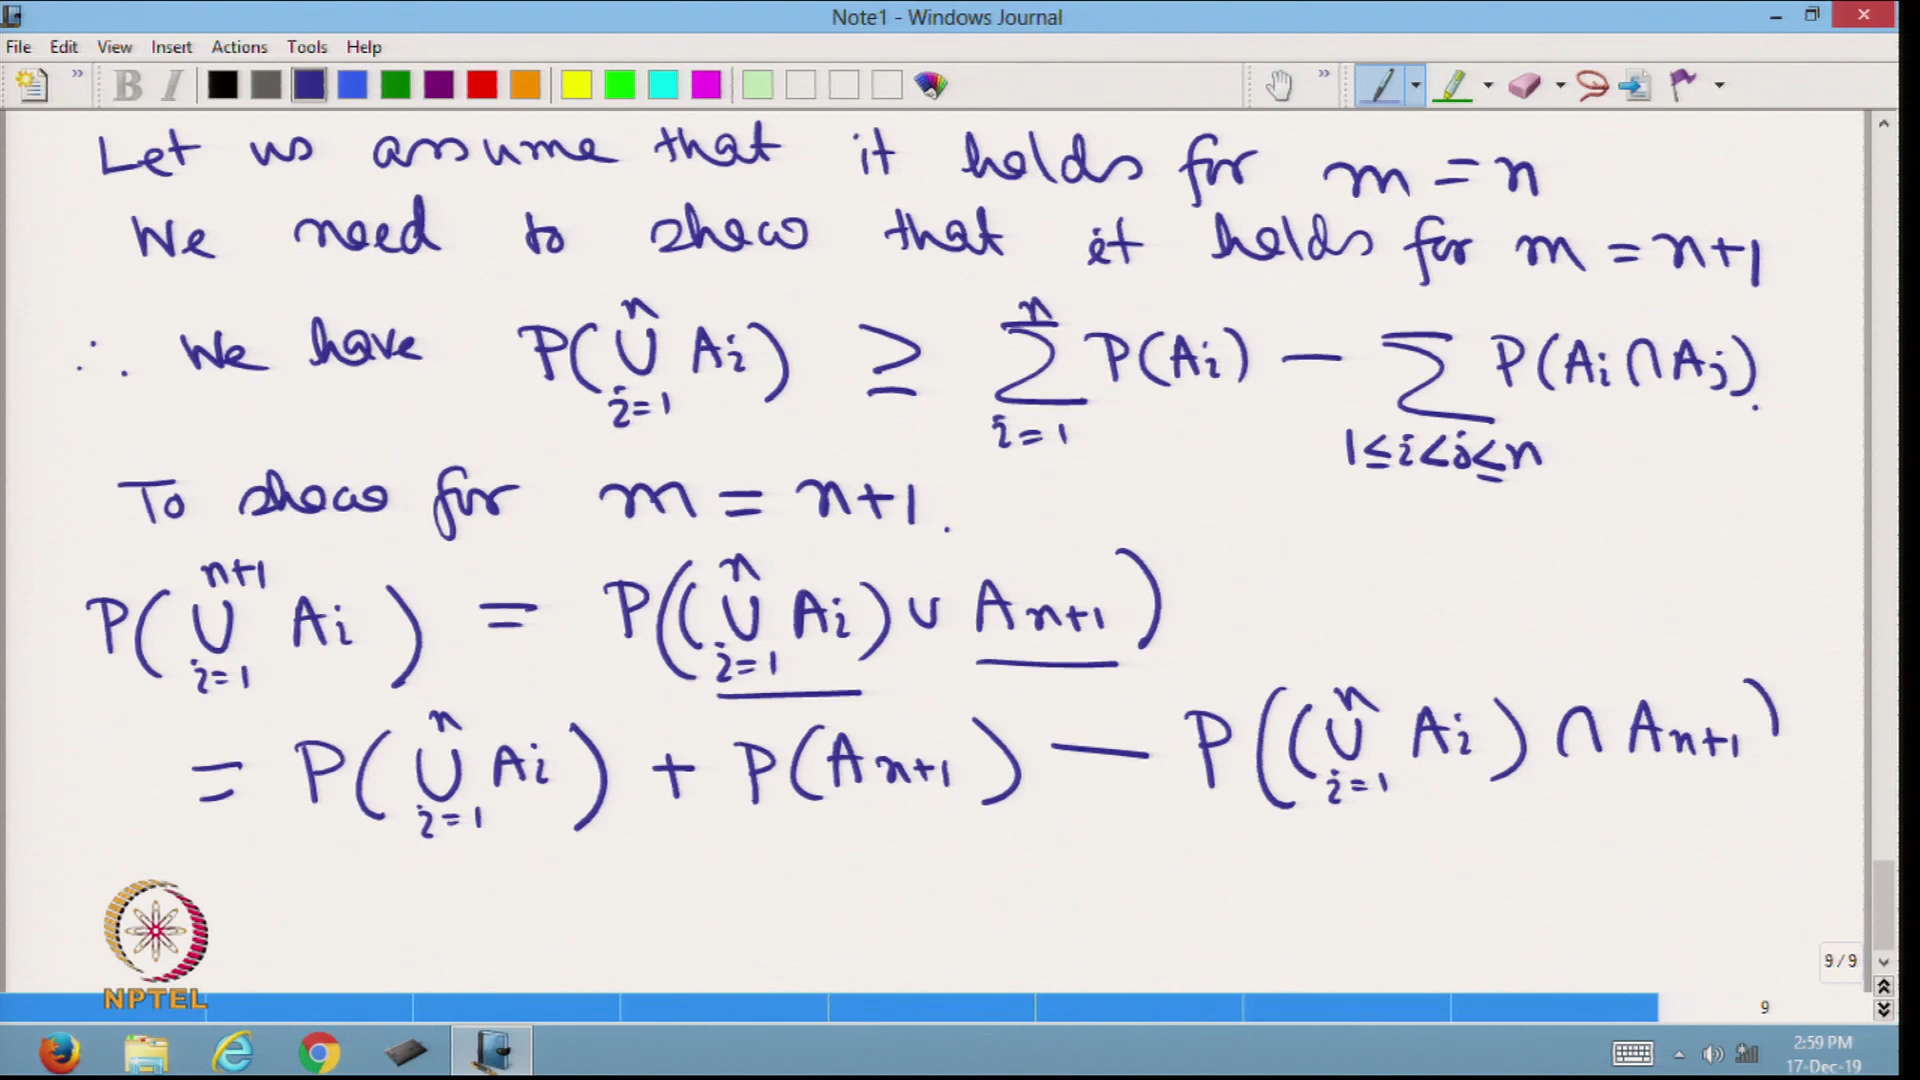 Note1 - Windows Journal
File Edit View Insert Actions Tools Help
Let us assume that it holds for m = n
We need to show that it holds for m = n+1
∴ We have P(⋃_{i=1}^{n} Ai) ≥ ∑_{i=1}^{n} P(Ai) − ∑_{1≤i<j≤n} P(Ai∩Aj).
To show for m = n+1.
P(⋃_{i=1}^{n+1} Ai) = P((⋃_{i=1}^{n} Ai) ∪ A_{n+1})
= P(⋃_{i=1}^{n} Ai) + P(A_{n+1}) − P((⋃_{i=1}^{n} Ai) ∩ A_{n+1})
NPTEL
9/9
9
2:59 PM
17-Dec-19